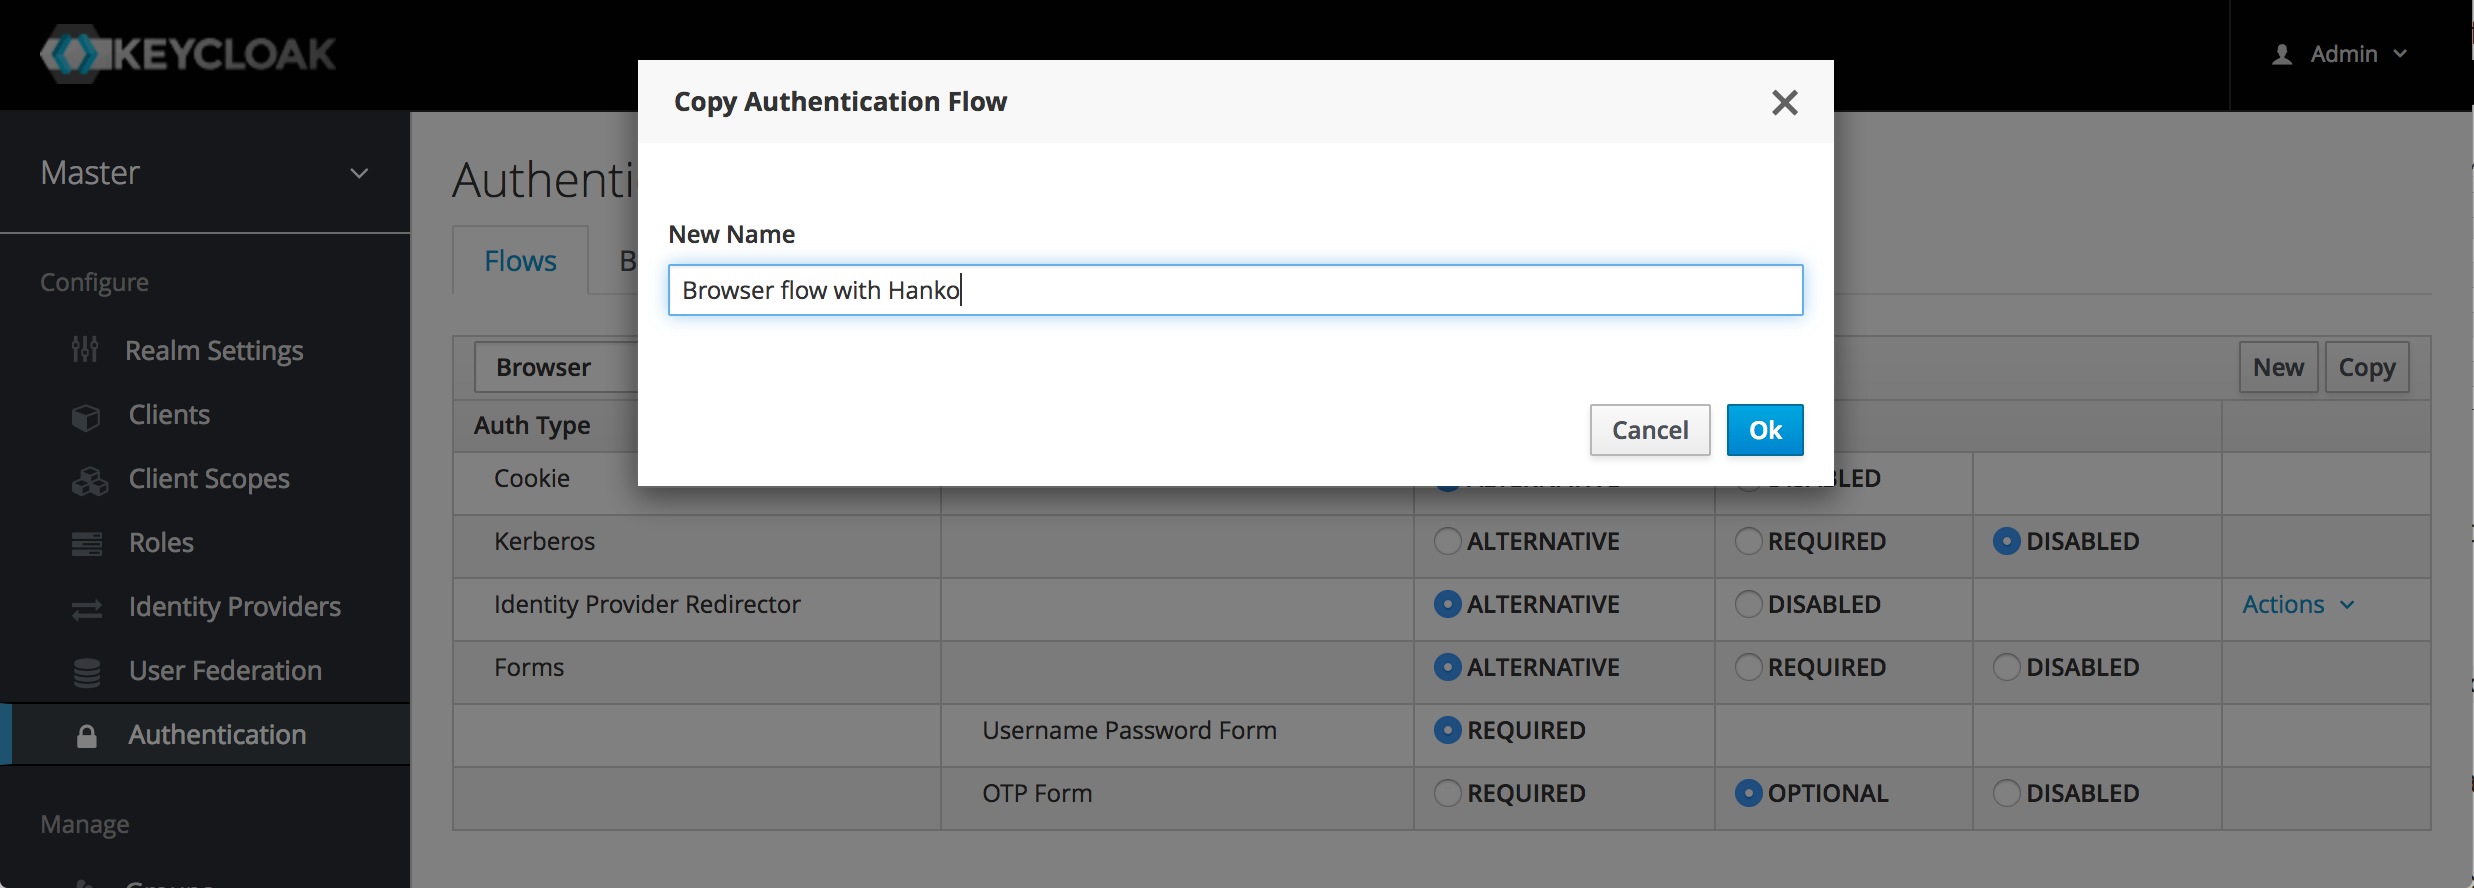 KEYCLOAK
Admin
Copy Authentication Flow
Master
Authenti
New Name
Flows
B
Configure
Browser flow with Hanko
Realm Settings
Browser
New
Copy
Clients
Auth Type
Cancel
Ok
Client Scopes
Cookie
Roles
Kerberos
ALTERNATIVE
REQUIRED
DISABLED
Identity Providers
Identity Provider Redirector
ALTERNATIVE
DISABLED
Actions
User Federation
Forms
ALTERNATIVE
REQUIRED
DISABLED
Authentication
Username Password Form
REQUIRED
OTP Form
REQUIRED
OPTIONAL
DISABLED
Manage